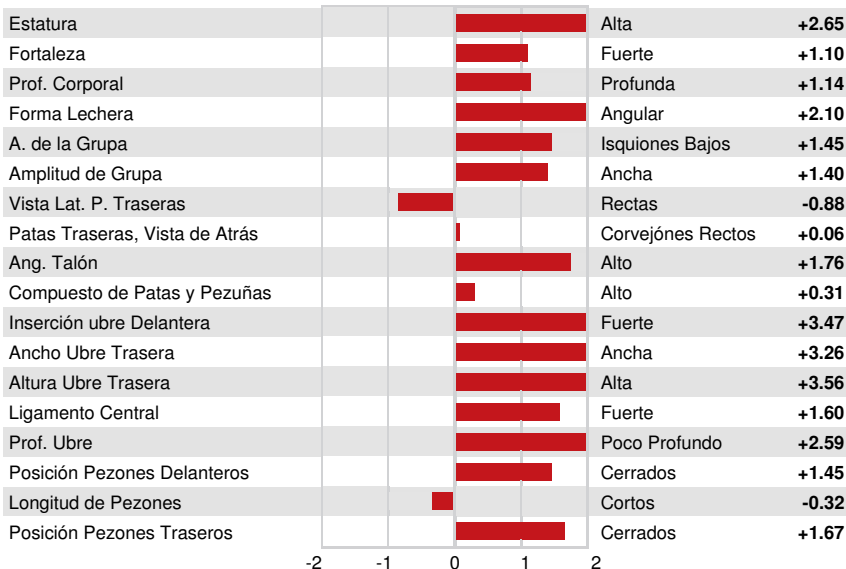 Estatura Alta +2.65
Fortaleza Fuerte +1.10
Prof. Corporal Profunda +1.14
Forma Lechera Angular +2.10
A. de la Grupa Isquiones Bajos +1.45
Amplitud de Grupa Ancha +1.40
Vista Lat. P. Traseras Rectas -0.88
Patas Traseras, Vista de Atrás Corvejónes Rectos +0.06
Ang. Talón Alto +1.76
Compuesto de Patas y Pezuñas Alto +0.31
Inserción ubre Delantera Fuerte +3.47
Ancho Ubre Trasera Ancha +3.26
Altura Ubre Trasera Alta +3.56
Ligamento Central Fuerte +1.60
Prof. Ubre Poco Profundo +2.59
Posición Pezones Delanteros Cerrados +1.45
Longitud de Pezones Cortos -0.32
Posición Pezones Traseros Cerrados +1.67
-2 -1 0 1 2